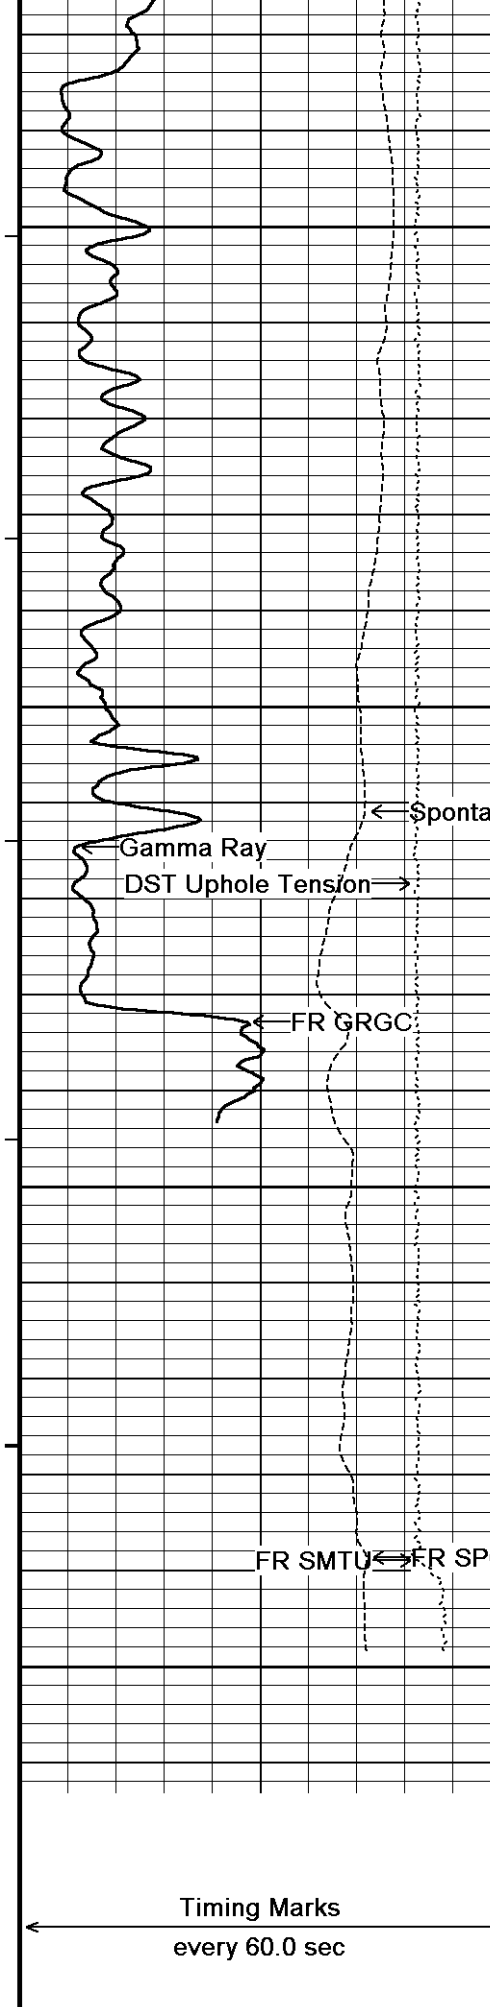 Sponta
Gamma Ray
DST Uphole Tension
FR GRGC
FR SMTU
FR SP
Timing Marks
every 60.0 sec